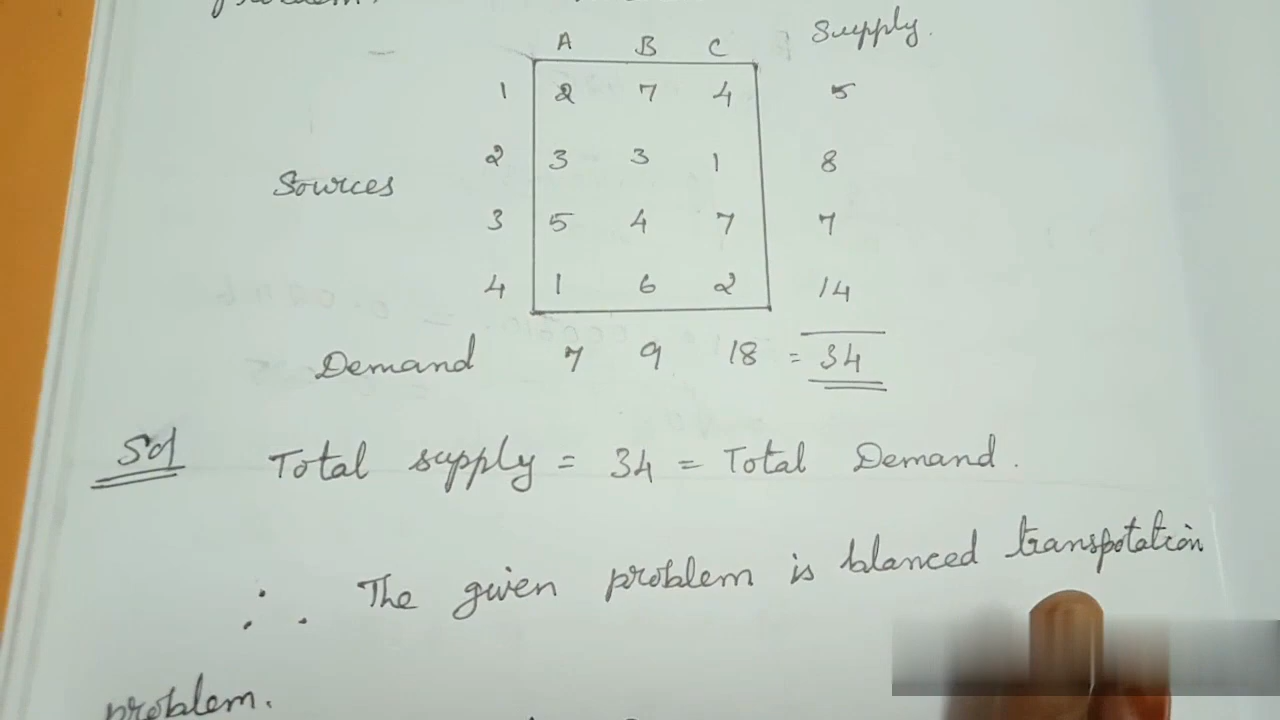 problem.
A B C Supply.
1 2 7 4 5
2 3 3 1 8
Sources
3 5 4 7 7
4 1 6 2 14
Demand 7 9 18 = 34
Sol Total supply = 34 = Total Demand.
∴ The given problem is blanced transpotation
problem.